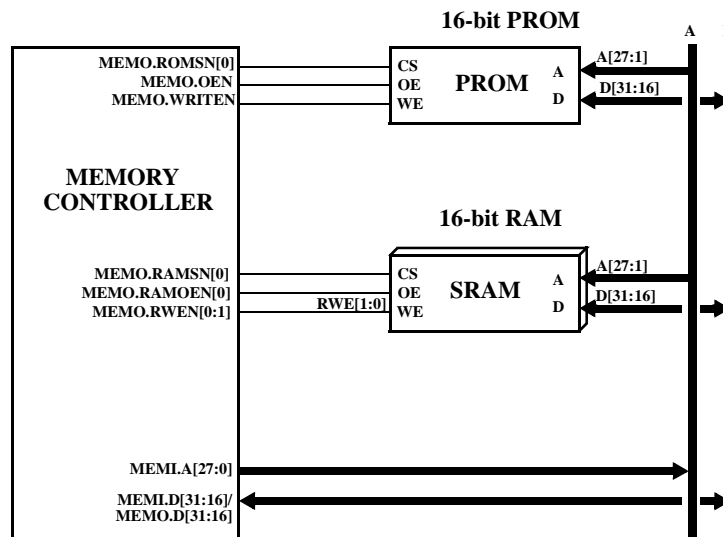 16-bit PROM
A
MEMO.ROMSN[0]
MEMO.OEN
MEMO.WRITEN
CS
OE
WE
PROM
A
D
A[27:1]
D[31:16]
MEMORY
CONTROLLER
16-bit RAM
MEMO.RAMSN[0]
MEMO.RAMOEN[0]
MEMO.RWEN[0:1]
RWE[1:0]
CS
OE
WE
SRAM
A
D
A[27:1]
D[31:16]
MEMI.A[27:0]
MEMI.D[31:16]/
MEMO.D[31:16]